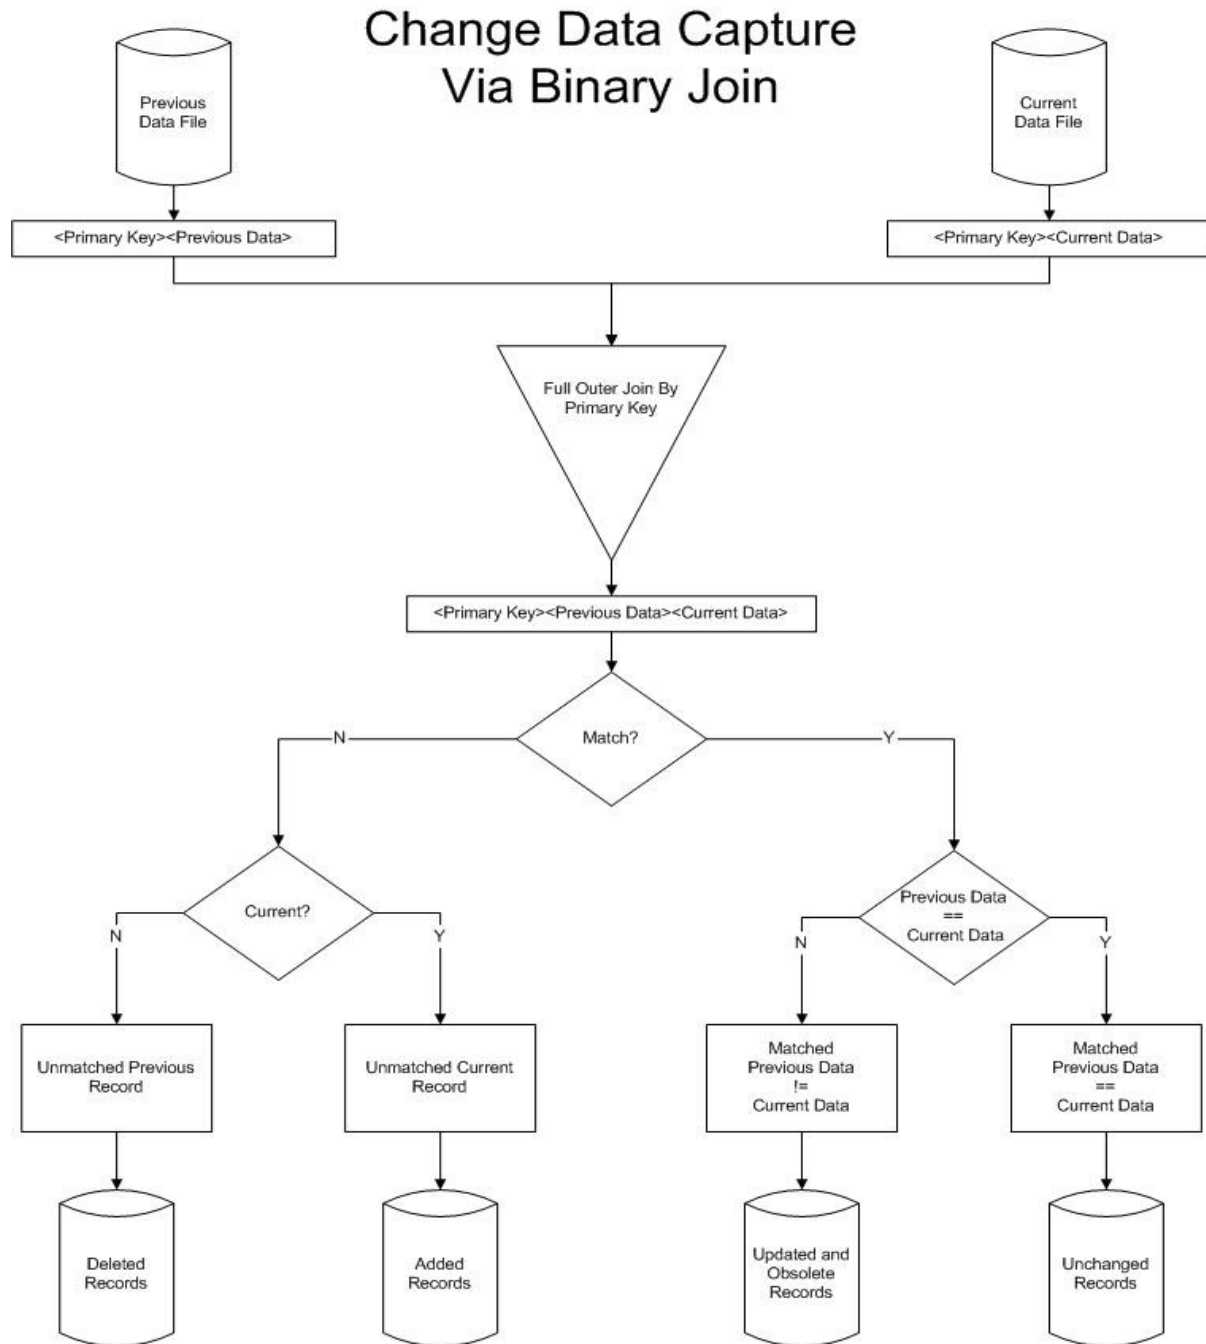 Change Data Capture
Via Binary Join
Previous
Data File
Current
Data File
<Primary Key><Previous Data>
<Primary Key><Current Data>
Full Outer Join By
Primary Key
<Primary Key><Previous Data><Current Data>
N
Match?
Y
Current?
N
Y
Previous Data
==
Current Data
N
Y
Unmatched Previous
Record
Unmatched Current
Record
Matched
Previous Data
!=
Current Data
Matched
Previous Data
==
Current Data
Deleted
Records
Added
Records
Updated and
Obsolete
Records
Unchanged
Records